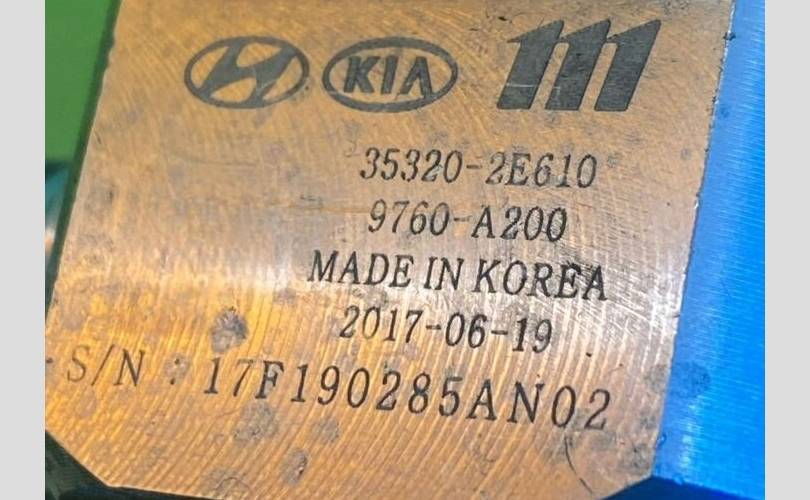 KIA
35320-2E610
9760-A200
MADE IN KOREA
2017-06-19
S/N : 17F190285AN02